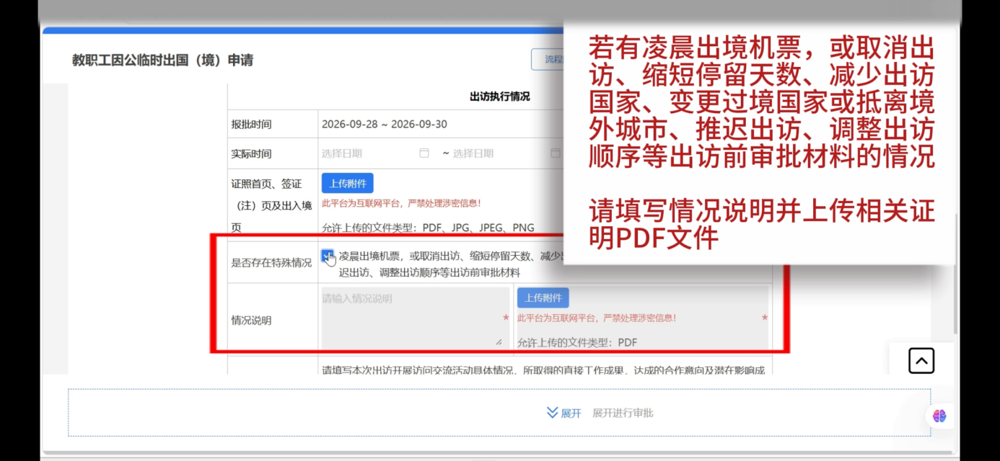 教职工因公临时出国（境）申请
流程
若有凌晨出境机票，或取消出
访、缩短停留天数、减少出访
国家、变更过境国家或抵离境
外城市、推迟出访、调整出访
顺序等出访前审批材料的情况
请填写情况说明并上传相关证
明PDF文件
出访执行情况
报批时间
2026-09-28 ~ 2026-09-30
实际时间
选择日期 ~ 选择日期
证照首页、签证
（注）页及出入境
页
上传附件
此平台为互联网平台，严禁处理涉密信息！
允许上传的文件类型：PDF、JPG、JPEG、PNG
是否存在特殊情况
凌晨出境机票，或取消出访、缩短停留天数、减少
迟出访、调整出访顺序等出访前审批材料
情况说明
请输入情况说明
*
上传附件
此平台为互联网平台，严禁处理涉密信息！
*
允许上传的文件类型：PDF
请填写本次出访开展访问交流活动具体情况，所取得的直接工作成果，达成的合作意向及潜在影响成
展开 展开进行审批